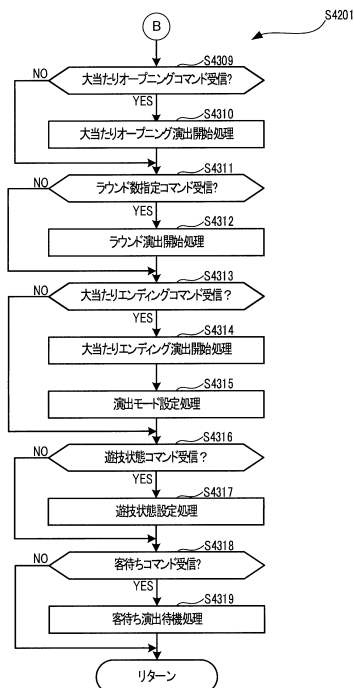 S4201
B
S4309
大当たりオープニングコマンド受信?
NO
YES
S4310
大当たりオープニング演出開始処理
S4311
ラウンド数指定コマンド受信?
NO
YES
S4312
ラウンド演出開始処理
S4313
大当たりエンディングコマンド受信？
NO
YES
S4314
大当たりエンディング演出開始処理
S4315
演出モード設定処理
S4316
遊技状態コマンド受信？
NO
YES
S4317
遊技状態設定処理
S4318
客待ちコマンド受信?
NO
YES
S4319
客待ち演出待機処理
リターン